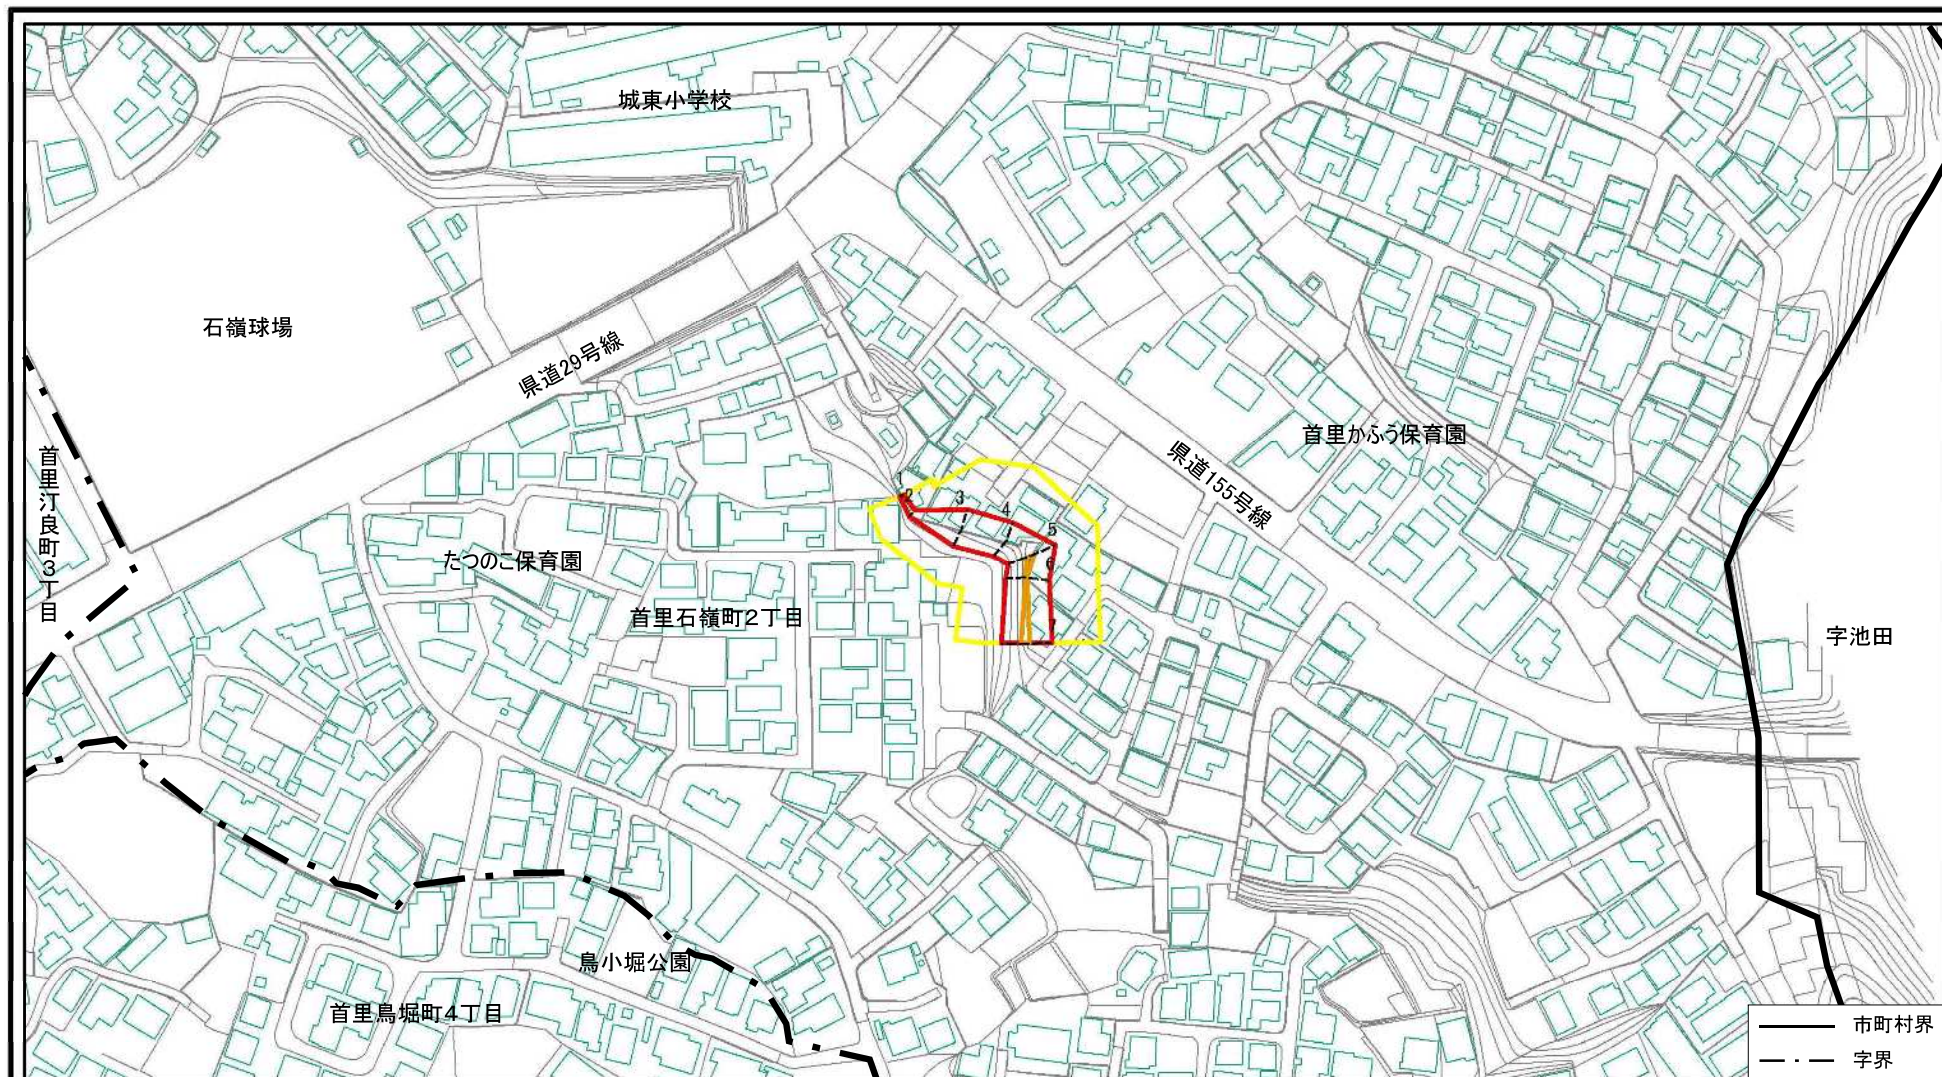 城東小学校
石嶺球場
県道29号線
首里かふう保育園
県道155号線
首里汀良町3丁目
1
2
3
4
5
6
7
たつのこ保育園
首里石嶺町2丁目
字池田
鳥小堀公園
首里鳥堀町4丁目
市町村界
字界